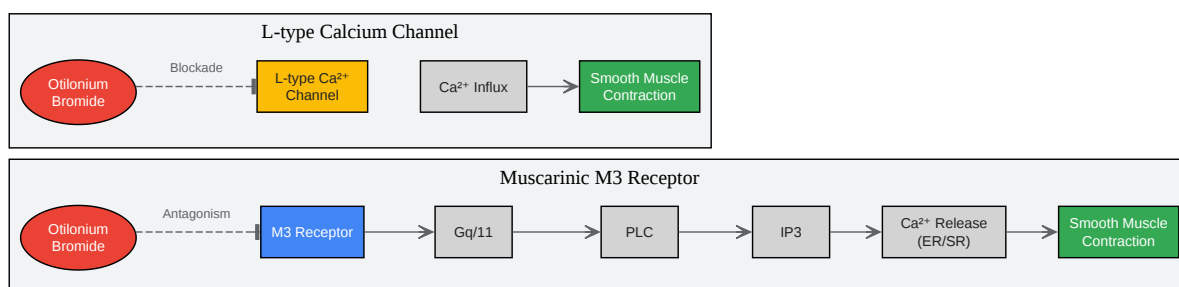 L-type Calcium Channel
Otilonium
Bromide
Blockade
L-type Ca²⁺
Channel
Ca²⁺ Influx
Smooth Muscle
Contraction
Muscarinic M3 Receptor
Otilonium
Bromide
Antagonism
M3 Receptor
Gq/11
PLC
IP3
Ca²⁺ Release
(ER/SR)
Smooth Muscle
Contraction